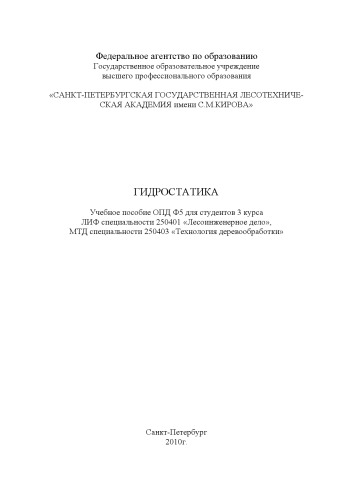 Федеральное агентство по образованию
Государственное образовательное учреждение
высшего профессионального образования
«САНКТ-ПЕТЕРБУРГСКАЯ ГОСУДАРСТВЕННАЯ ЛЕСОТЕХНИЧЕ-
СКАЯ АКАДЕМИЯ имени С.М.КИРОВА»
ГИДРОСТАТИКА
Учебное пособие ОПД Ф5 для студентов 3 курса
ЛИФ специальности 250401 «Лесоинженерное дело»,
МТД специальности 250403 «Технология деревообработки»
Санкт-Петербург
2010г.